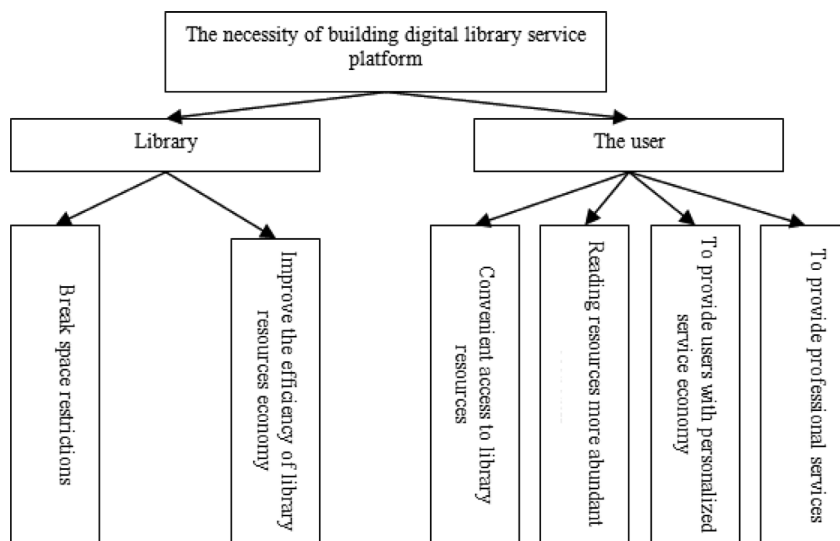 The necessity of building digital library service
platform
Library
The user
Break space restrictions
Improve the efficiency of library
resources economy
Convenient access to library
resources
Reading resources more abundant
To provide users with personalized
service economy
To provide professional services